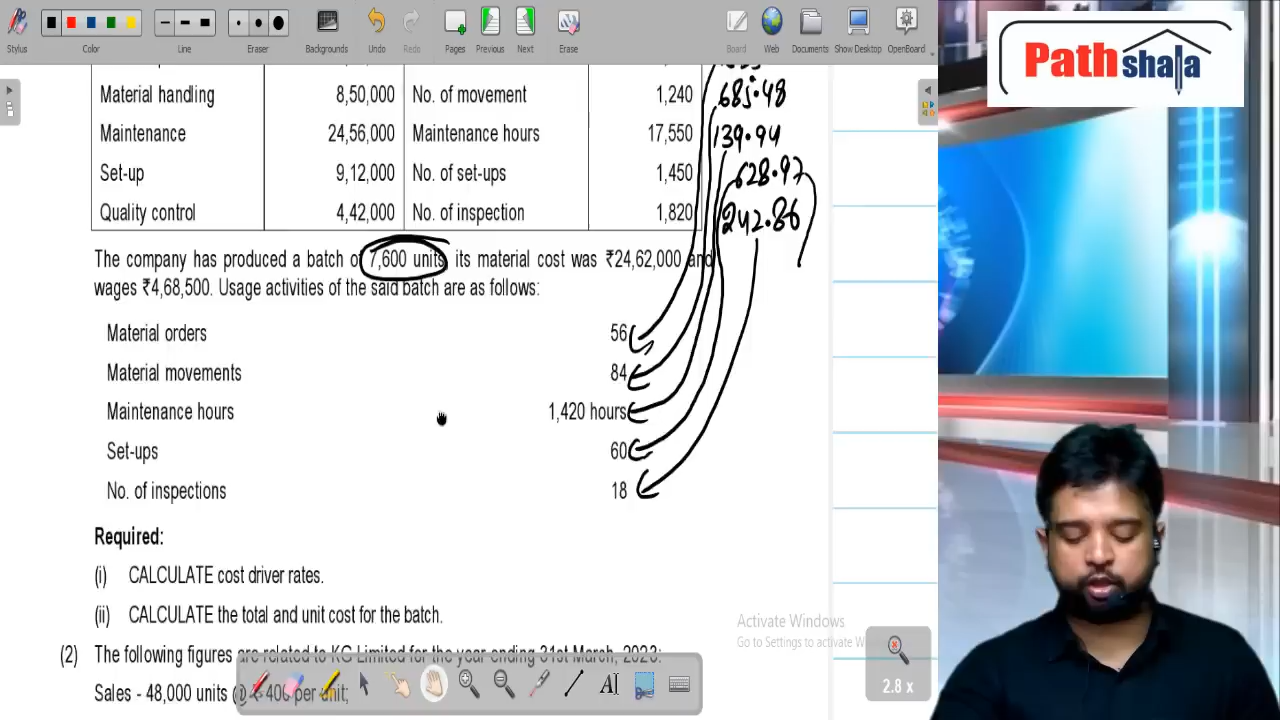 Stylus Color Line Eraser Backgrounds Undo Redo Pages Previous Next Erase Board Web Documents Show Desktop OpenBoard
Path shala
Material handling 8,50,000 No. of movement 1,240 685.48
Maintenance 24,56,000 Maintenance hours 17,550 139.94
Set-up 9,12,000 No. of set-ups 1,450 628.97
Quality control 4,42,000 No. of inspection 1,820 242.86
The company has produced a batch of 7,600 units, its material cost was ₹24,62,000 and
wages ₹4,68,500. Usage activities of the said batch are as follows:
Material orders 56
Material movements 84
Maintenance hours 1,420 hours
Set-ups 60
No. of inspections 18
Required:
(i) CALCULATE cost driver rates.
(ii) CALCULATE the total and unit cost for the batch.
Activate Windows
Go to Settings to activate W
(2) The following figures are related to KG Limited for the year ending 31st March, 2023:
Sales - 48,000 units @ ₹ 400 per unit;
2.8 x